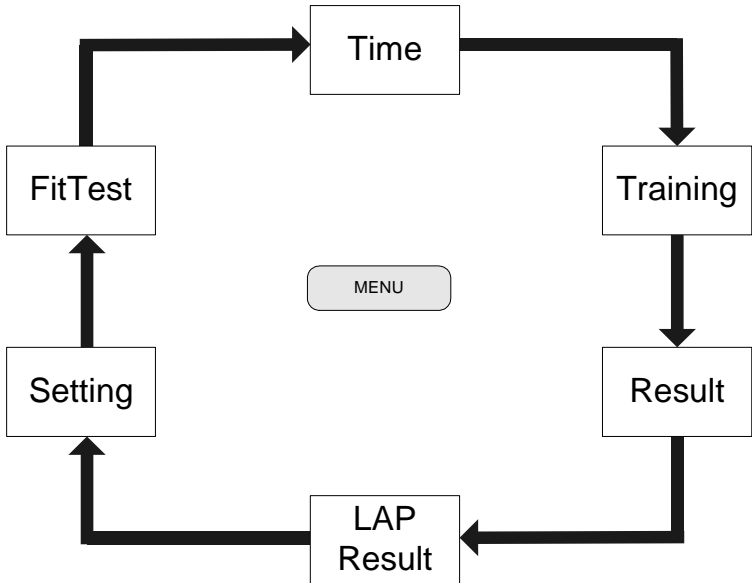 Time
FitTest
Training
MENU
Setting
Result
LAP
Result